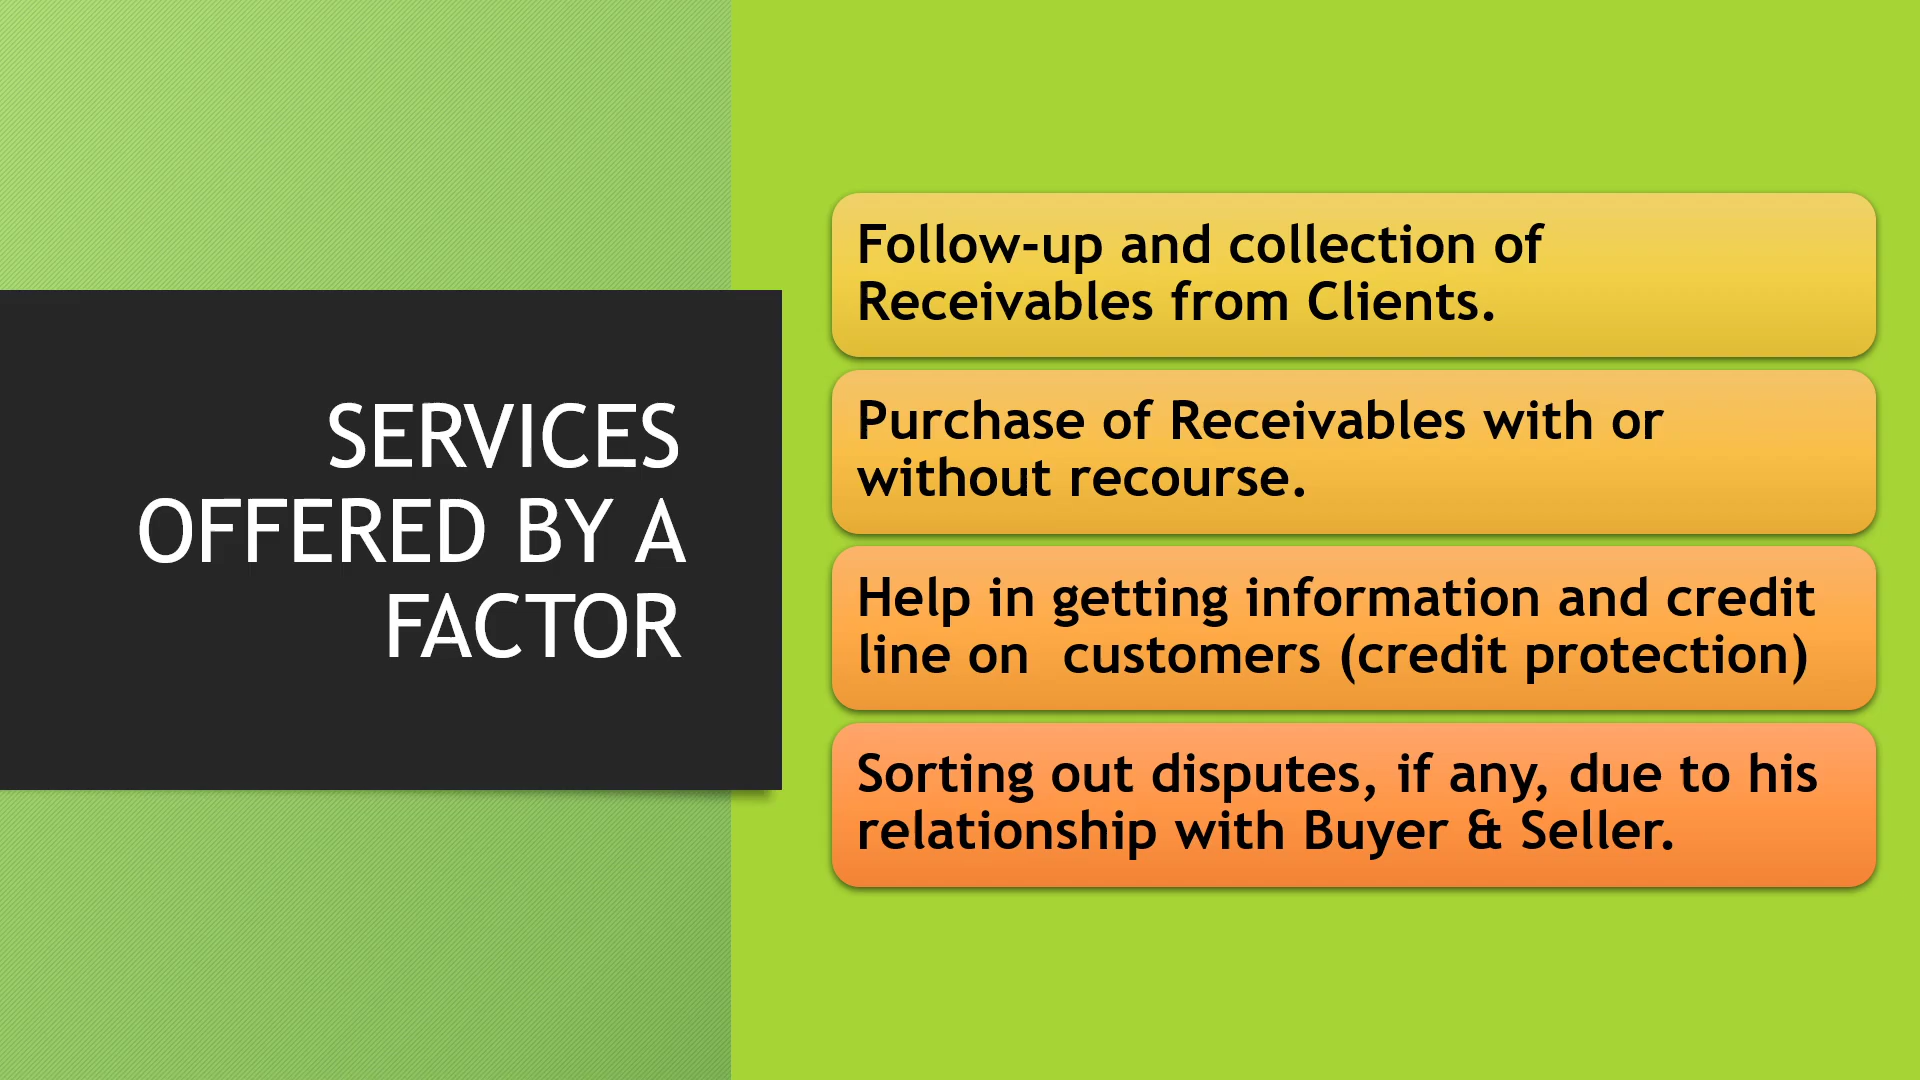 SERVICES
OFFERED BY A
FACTOR
Follow-up and collection of
Receivables from Clients.
Purchase of Receivables with or
without recourse.
Help in getting information and credit
line on  customers (credit protection)
Sorting out disputes, if any, due to his
relationship with Buyer & Seller.